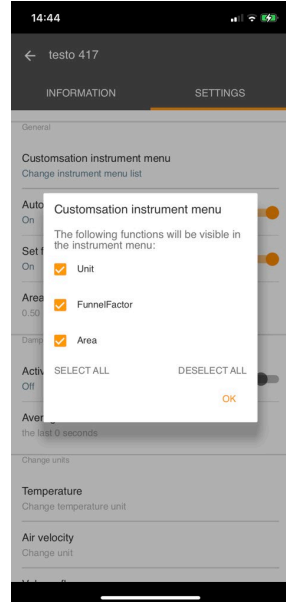 14:44
testo 417
INFORMATION
SETTINGS
General
Customsation instrument menu
Change instrument menu list
Auto
On
Customsation instrument menu
The following functions will be visible in
the instrument menu:
Unit
FunnelFactor
Area
SELECT ALL
DESELECT ALL
OK
Set f
On
Area
0.50
Damp
Activ
Off
Aver
the last 0 seconds
Change units
Temperature
Change temperature unit
Air velocity
Change unit